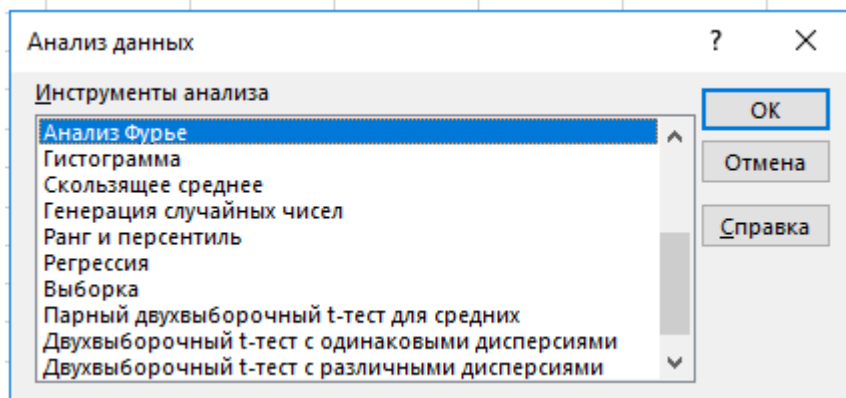 Анализ данных
?
Инструменты анализа
Анализ Фурье
Гистограмма
Скользящее среднее
Генерация случайных чисел
Ранг и персентиль
Регрессия
Выборка
Парный двухвыборочный t-тест для средних
Двухвыборочный t-тест с одинаковыми дисперсиями
Двухвыборочный t-тест с различными дисперсиями
ОК
Отмена
Справка